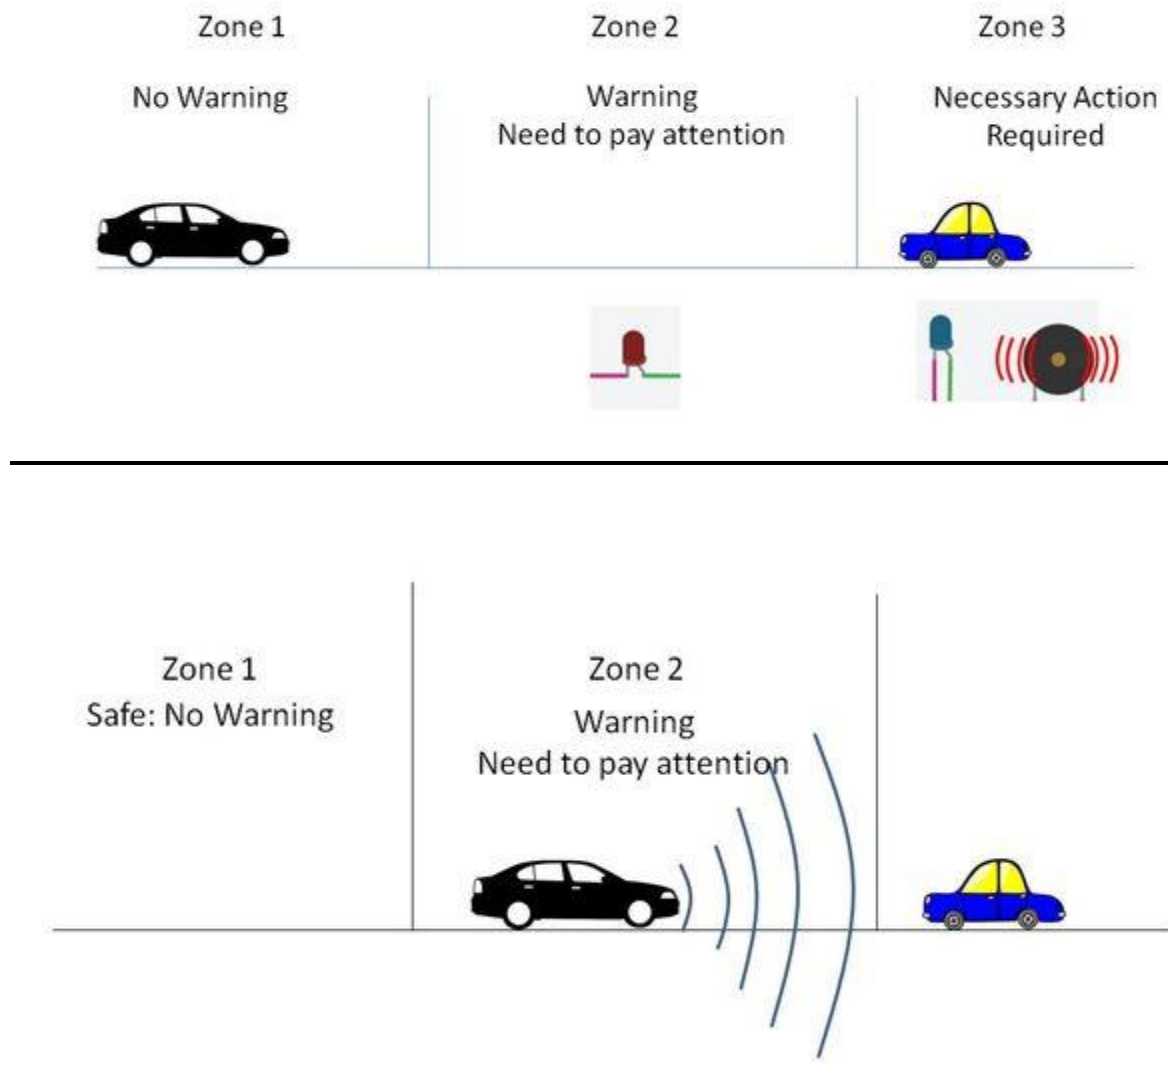 Zone 1
Zone 2
Zone 3
No Warning
Warning
Need to pay attention
Necessary Action
Required
Zone 1
Safe: No Warning
Zone 2
Warning
Need to pay attention